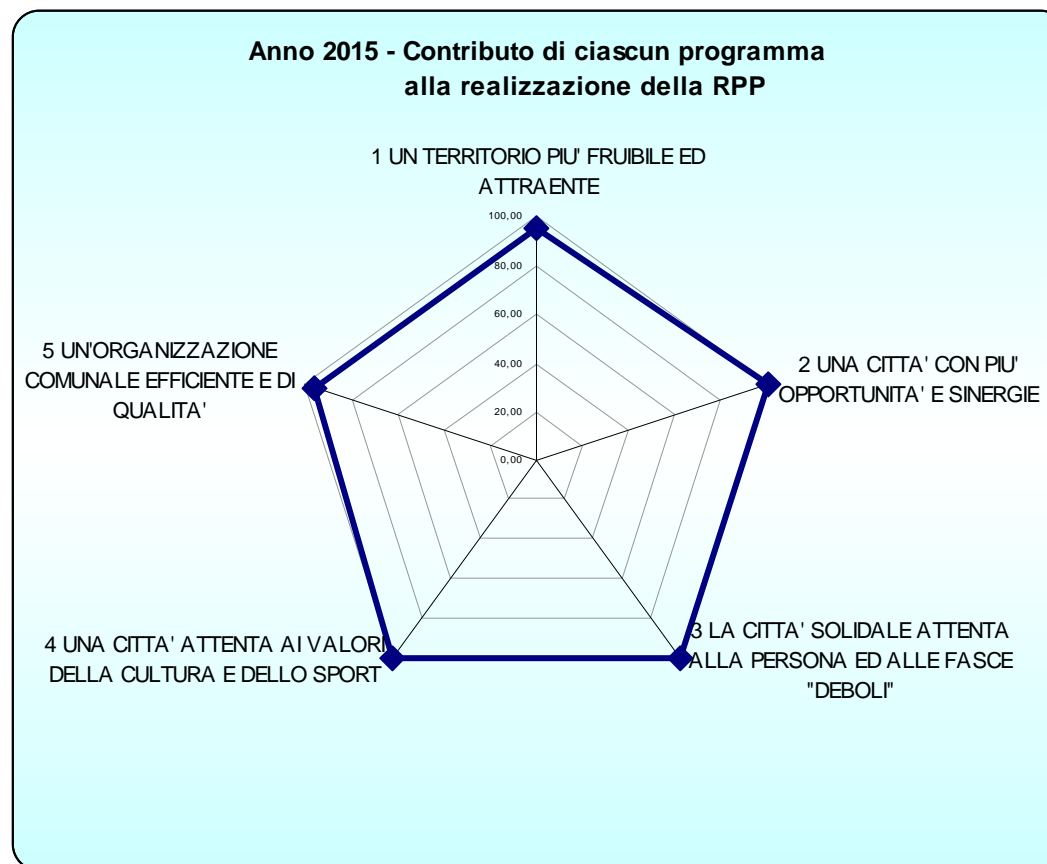 Anno 2015 - Contributo di ciascun programma
alla realizzazione della RPP
1 UN TERRITORIO PIU' FRUIBILE ED
ATTRAENTE
100,00
80,00
60,00
40,00
20,00
0,00
2 UNA CITTA' CON PIU'
OPPORTUNITA' E SINERGIE
3 LA CITTA' SOLIDALE ATTENTA
ALLA PERSONA ED ALLE FASCE
"DEBOLI"
4 UNA CITTA' ATTENTA AI VALORI
DELLA CULTURA E DELLO SPORT
5 UN'ORGANIZZAZIONE
COMUNALE EFFICIENTE E DI
QUALITA'